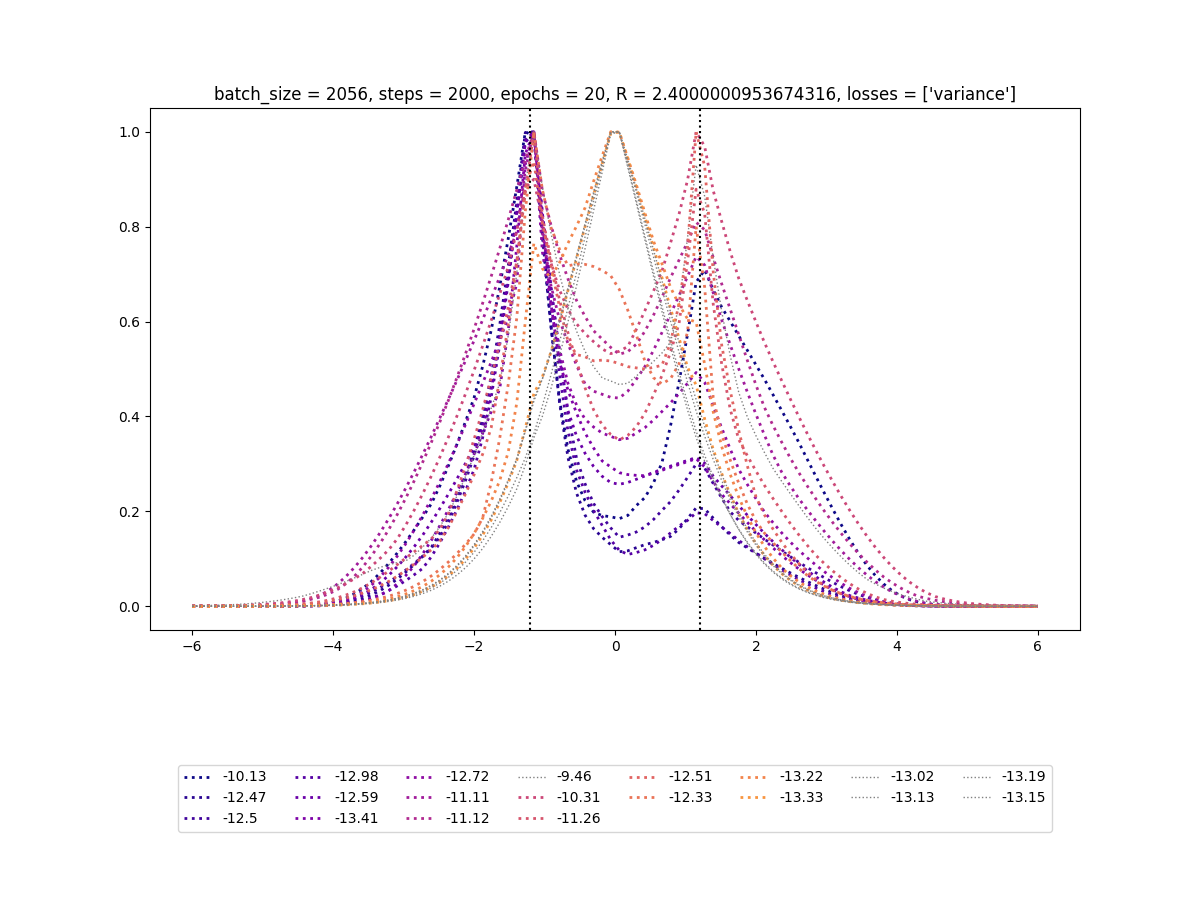 batch_size = 2056, steps = 2000, epochs = 20, R = 2.4000000953674316, losses = ['variance']
1.0
0.8
0.6
0.4
0.2
0.0
−6 −4 −2 0 2 4 6
-10.13 -12.98 -12.72 -9.46 -12.51 -13.22 -13.02 -13.19
-12.47 -12.59 -11.11 -10.31 -12.33 -13.33 -13.13 -13.15
-12.5 -13.41 -11.12 -11.26